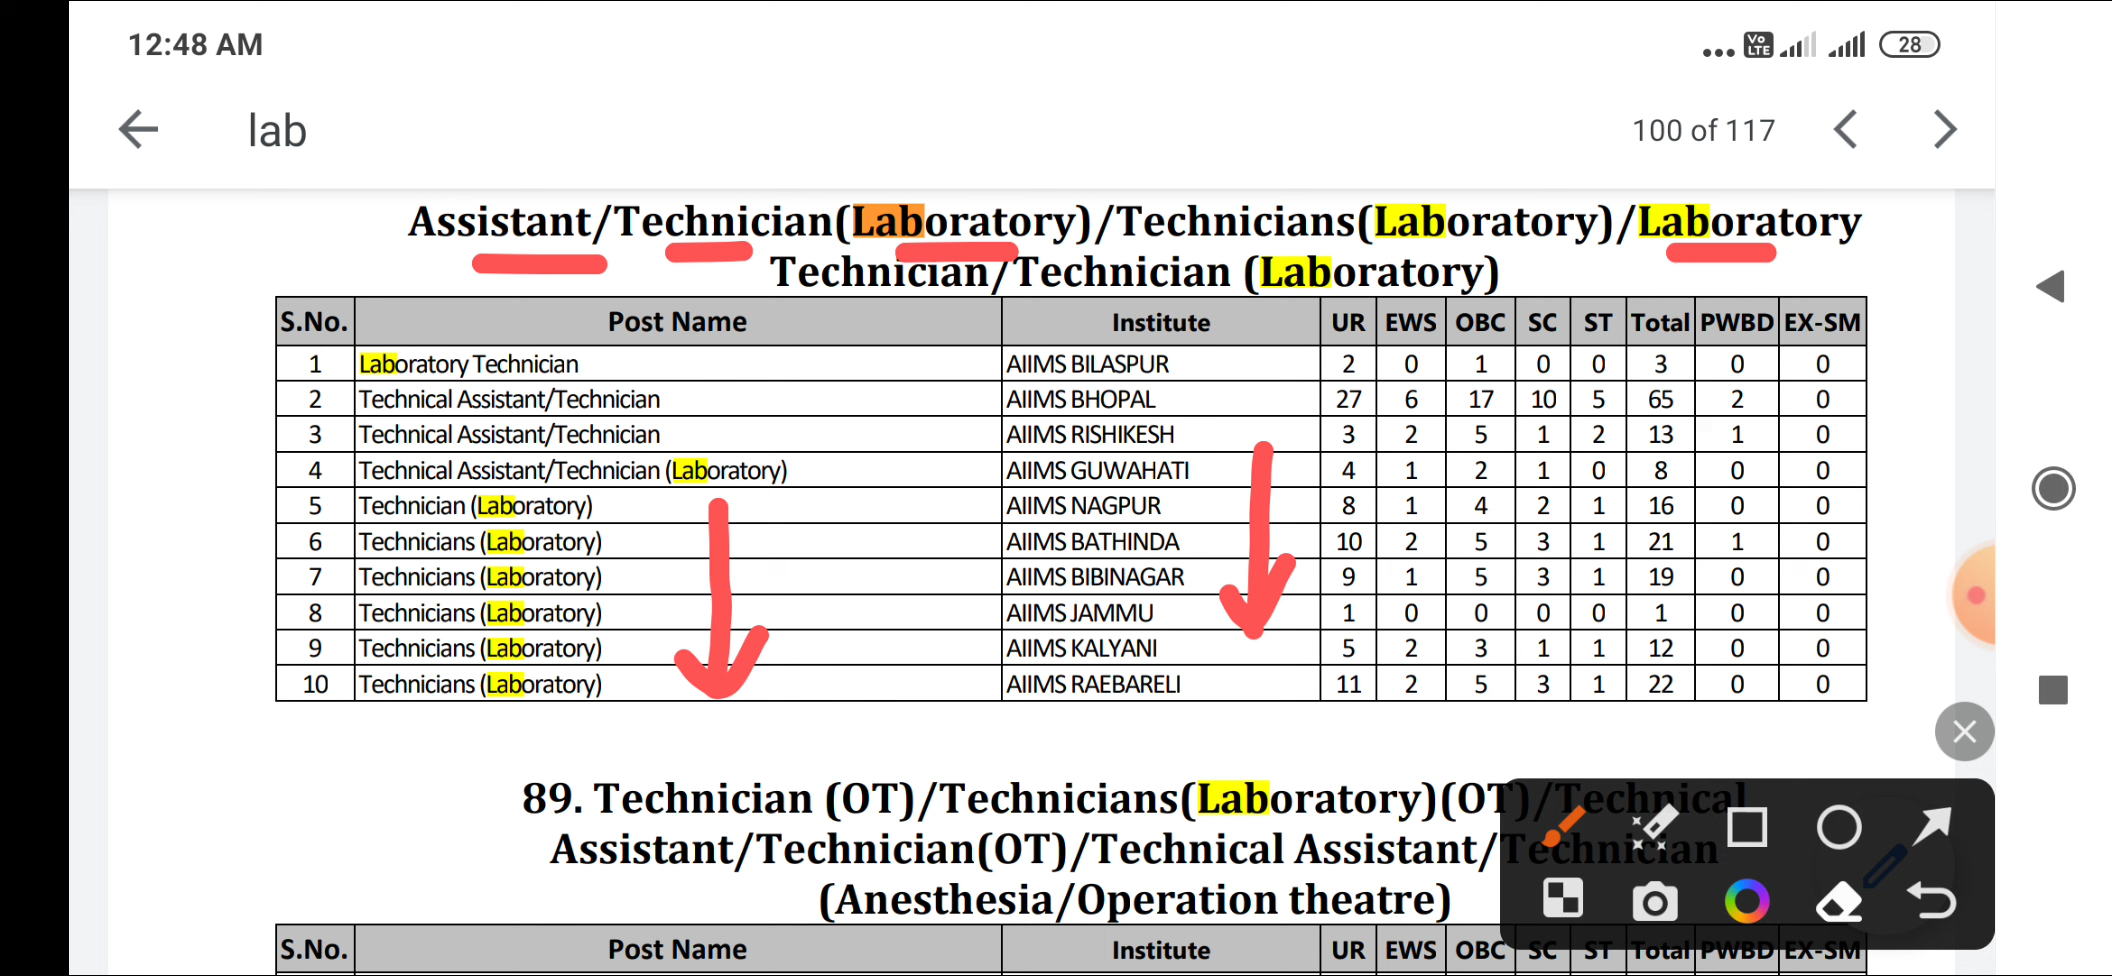 12:48 AM
Vo LTE
28
lab
100 of 117
Assistant/Technician(Laboratory)/Technicians(Laboratory)/Laboratory
Technician/Technician (Laboratory)
S.No. Post Name Institute UR EWS OBC SC ST Total PWBD EX-SM
1 Laboratory Technician AIIMS BILASPUR 2 0 1 0 0 3 0 0
2 Technical Assistant/Technician AIIMS BHOPAL 27 6 17 10 5 65 2 0
3 Technical Assistant/Technician AIIMS RISHIKESH 3 2 5 1 2 13 1 0
4 Technical Assistant/Technician (Laboratory) AIIMS GUWAHATI 4 1 2 1 0 8 0 0
5 Technician (Laboratory) AIIMS NAGPUR 8 1 4 2 1 16 0 0
6 Technicians (Laboratory) AIIMS BATHINDA 10 2 5 3 1 21 1 0
7 Technicians (Laboratory) AIIMS BIBINAGAR 9 1 5 3 1 19 0 0
8 Technicians (Laboratory) AIIMS JAMMU 1 0 0 0 0 1 0 0
9 Technicians (Laboratory) AIIMS KALYANI 5 2 3 1 1 12 0 0
10 Technicians (Laboratory) AIIMS RAEBARELI 11 2 5 3 1 22 0 0
89. Technician (OT)/Technicians(Laboratory)(OT)/Technical
Assistant/Technician(OT)/Technical Assistant/Technician
(Anesthesia/Operation theatre)
S.No. Post Name Institute UR EWS OBC SC ST Total PWBD EX-SM